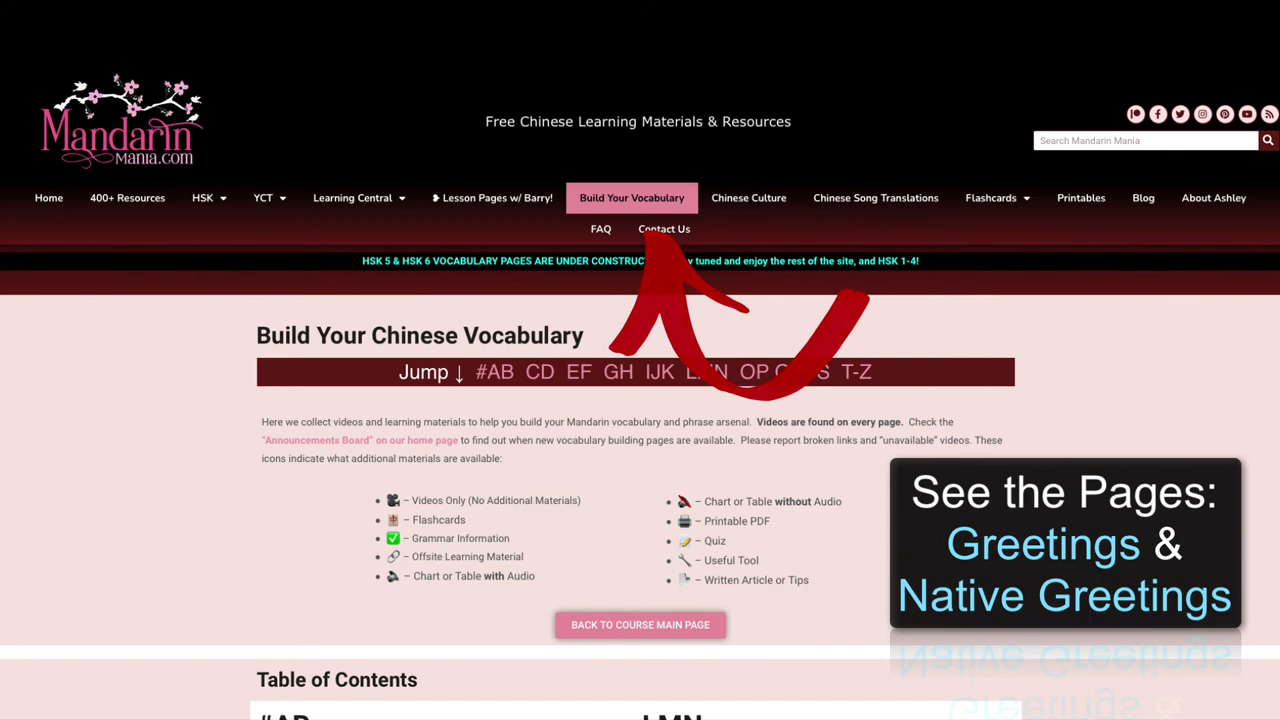 Mandarin
MANIA.COM
Free Chinese Learning Materials & Resources
Search Mandarin Mania
Home 400+ Resources HSK YCT Learning Central ❥ Lesson Pages w/ Barry! Build Your Vocabulary Chinese Culture Chinese Song Translations Flashcards Printables Blog About Ashley
FAQ Contact Us
HSK 5 & HSK 6 VOCABULARY PAGES ARE UNDER CONSTRUC y tuned and enjoy the rest of the site, and HSK 1-4!
Build Your Chinese Vocabulary
Jump ↓ #AB CD EF GH IJK L N OP S T-Z
Here we collect videos and learning materials to help you build your Mandarin vocabulary and phrase arsenal. Videos are found on every page. Check the
"Announcements Board" on our home page to find out when new vocabulary building pages are available. Please report broken links and "unavailable" videos. These
icons indicate what additional materials are available:
– Videos Only (No Additional Materials)
– Flashcards
– Grammar Information
– Offsite Learning Material
– Chart or Table with Audio
– Chart or Table without Audio
– Printable PDF
– Quiz
– Useful Tool
– Written Article or Tips
See the Pages:
Greetings &
Native Greetings
BACK TO COURSE MAIN PAGE
Table of Contents
#AB LMN